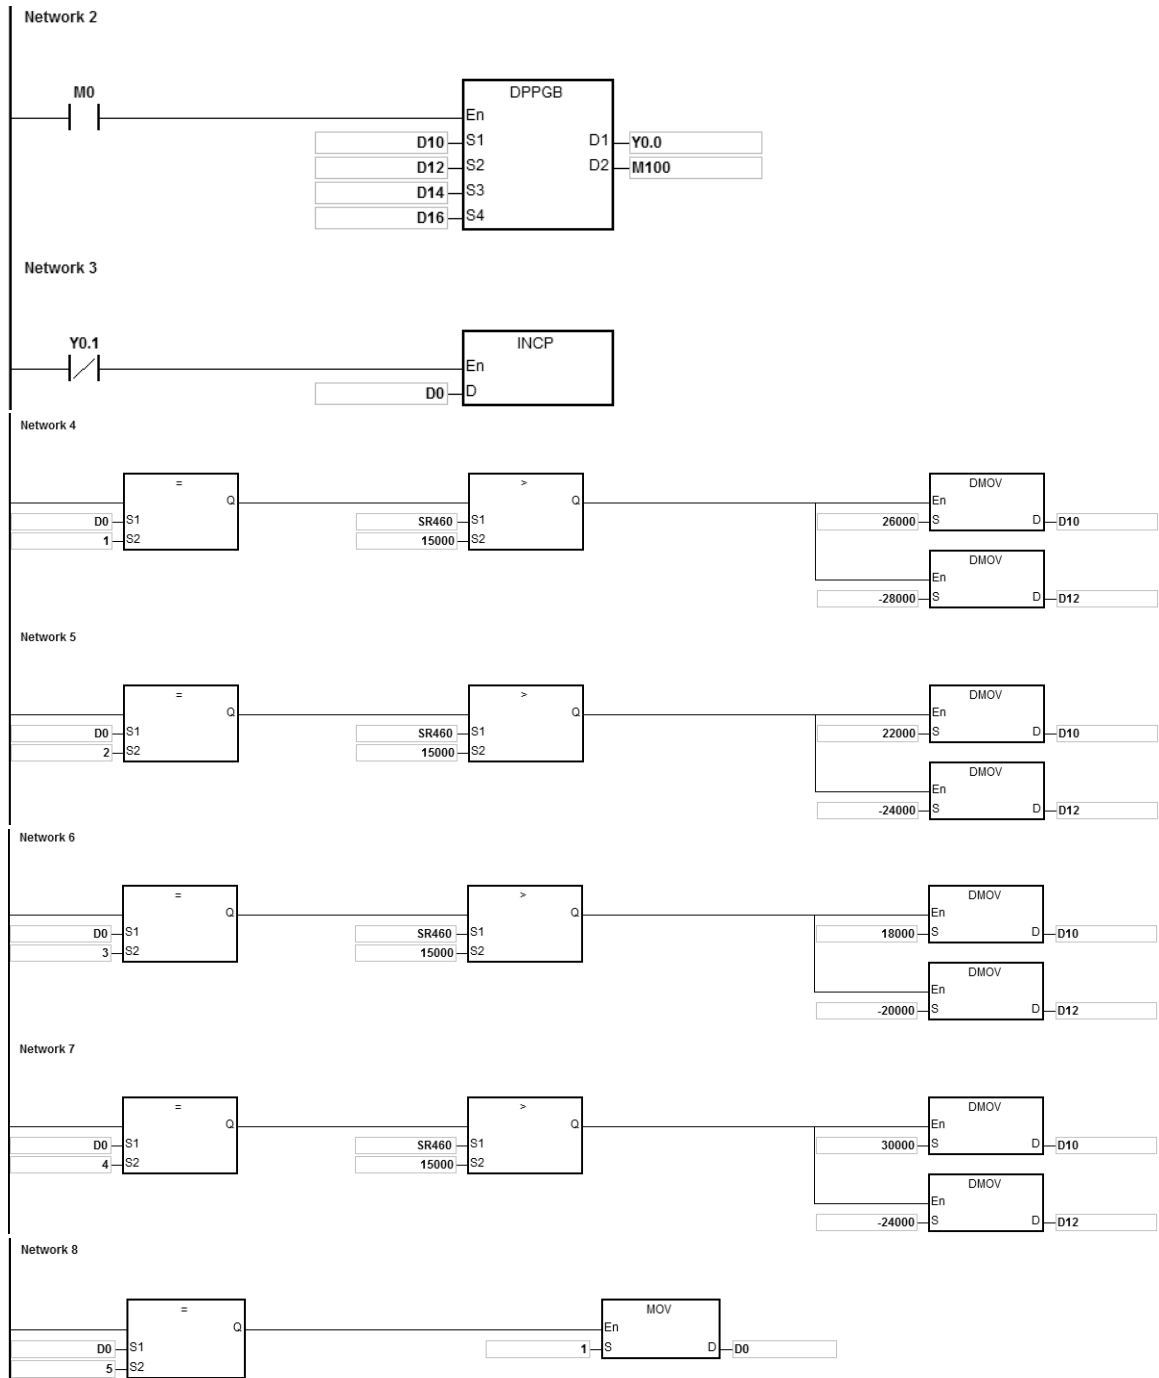 Network 2
M0
DPPGB
En
D10 S1 D1 Y0.0
D12 S2 D2 M100
D14 S3
D16 S4
Network 3
Y0.1
INCP
En
D0 D
Network 4
= > DMOV
Q Q En
D0 S1 SR460 S1 26000 S D D10
1 S2 15000 S2
DMOV
En
-28000 S D D12
Network 5
= > DMOV
Q Q En
D0 S1 SR460 S1 22000 S D D10
2 S2 15000 S2
DMOV
En
-24000 S D D12
Network 6
= > DMOV
Q Q En
D0 S1 SR460 S1 18000 S D D10
3 S2 15000 S2
DMOV
En
-20000 S D D12
Network 7
= > DMOV
Q Q En
D0 S1 SR460 S1 30000 S D D10
4 S2 15000 S2
DMOV
En
-24000 S D D12
Network 8
= MOV
Q En
D0 S1 1 S D D0
5 S2